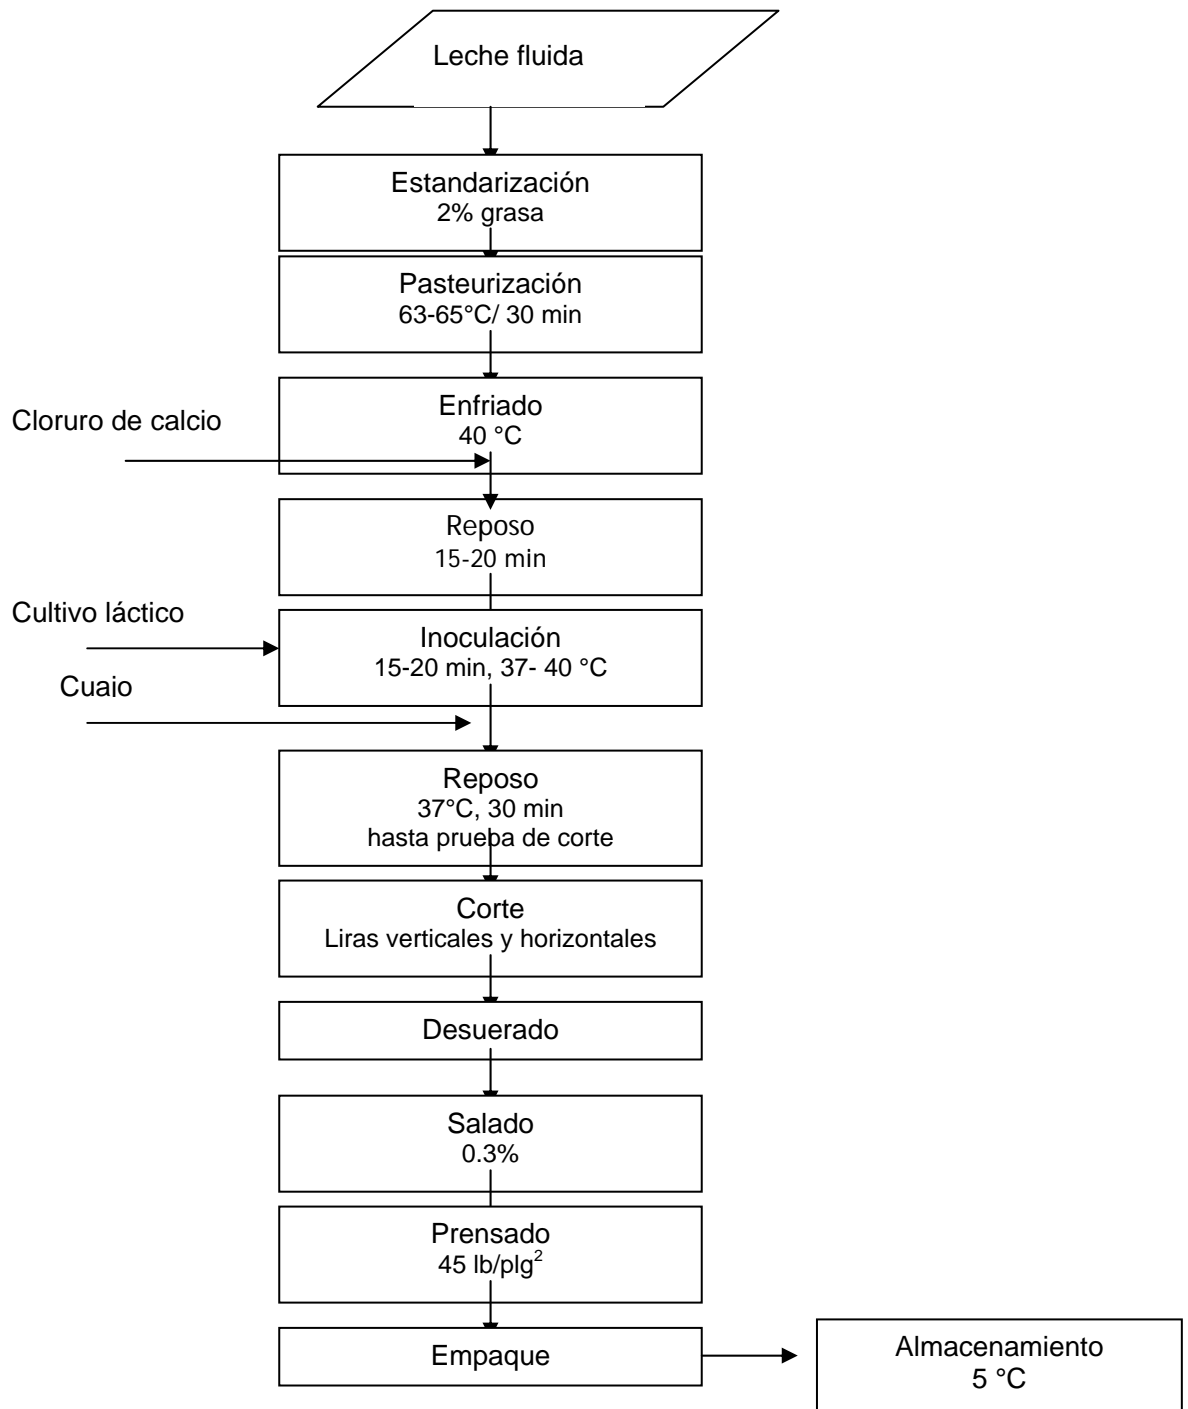 Leche fluida
Estandarización
2% grasa
Pasteurización
63-65°C/ 30 min
Enfriado
40 °C
Cloruro de calcio
Reposo
15-20 min
Cultivo láctico
Inoculación
15-20 min, 37- 40 °C
Cuaio
Reposo
37°C, 30 min
hasta prueba de corte
Corte
Liras verticales y horizontales
Desuerado
Salado
0.3%
Prensado
45 lb/plg²
Empaque
Almacenamiento
5 °C